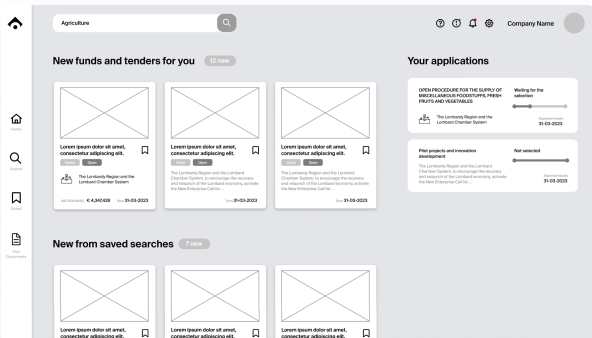 Agriculture
Company Name
Home
Search
Saved
Your
Documents
New funds and tenders for you
12 new
Lorem ipsum dolor sit amet,
consectetur adipiscing elit.
Open
The Lombardy Region and the
Lombard Chamber System
€ 4,347,426
31-03-2023
Lorem ipsum dolor sit amet,
consectetur adipiscing elit.
Open
The Lombardy Region and the Lombard
Chamber System, to encourage the recovery
and relaunch of the Lombard economy, activate
the New Enterprise Call for ...
31-03-2023
Lorem ipsum dolor sit amet,
consectetur adipiscing elit.
Open
The Lombardy Region and the Lombard
Chamber System, to encourage the recovery
and relaunch of the Lombard economy, activate
the New Enterprise Call for ...
31-03-2023
New from saved searches
7 new
Lorem ipsum dolor sit amet,
consectetur adipiscing elit.
Lorem ipsum dolor sit amet,
consectetur adipiscing elit.
Lorem ipsum dolor sit amet,
consectetur adipiscing elit.
Your applications
OPEN PROCEDURE FOR THE SUPPLY OF
MISCELLANEOUS FOODSTUFFS, FRESH
FRUITS AND VEGETABLES
The Lombardy Region and the
Lombard Chamber System
Waiting for the
selection
Expected results
31-03-2023
Pilot projects and innovation
development
The Lombardy Region and the Lombard
Chamber System, to encourage the recovery
and relaunch of the Lombard economy, activate
the New Enterprise Call for ...
Not selected
Expected results
31-03-2023